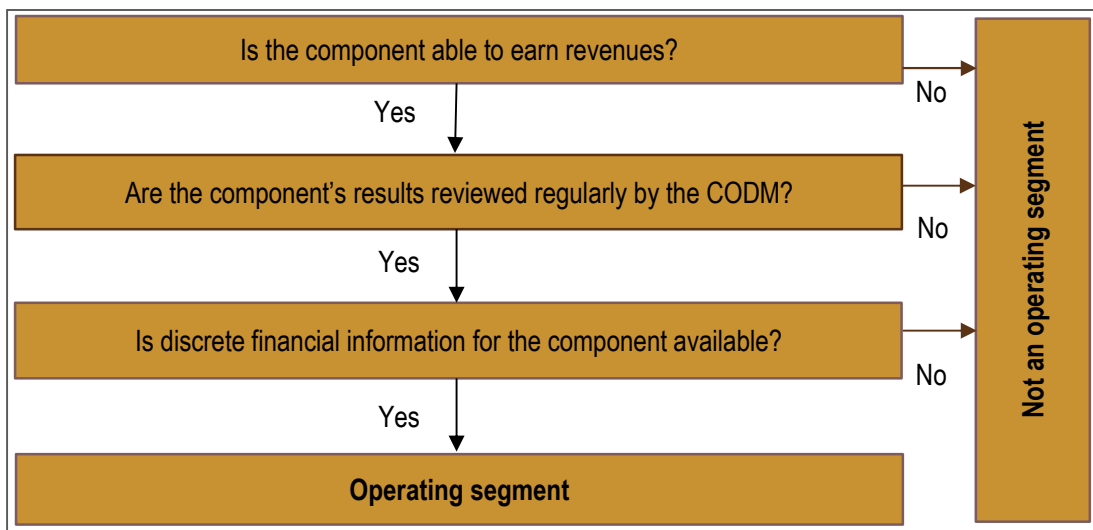 Is the component able to earn revenues?
No
Yes
Are the component's results reviewed regularly by the CODM?
No
Yes
Is discrete financial information for the component available?
No
Yes
Operating segment
Not an operating segment